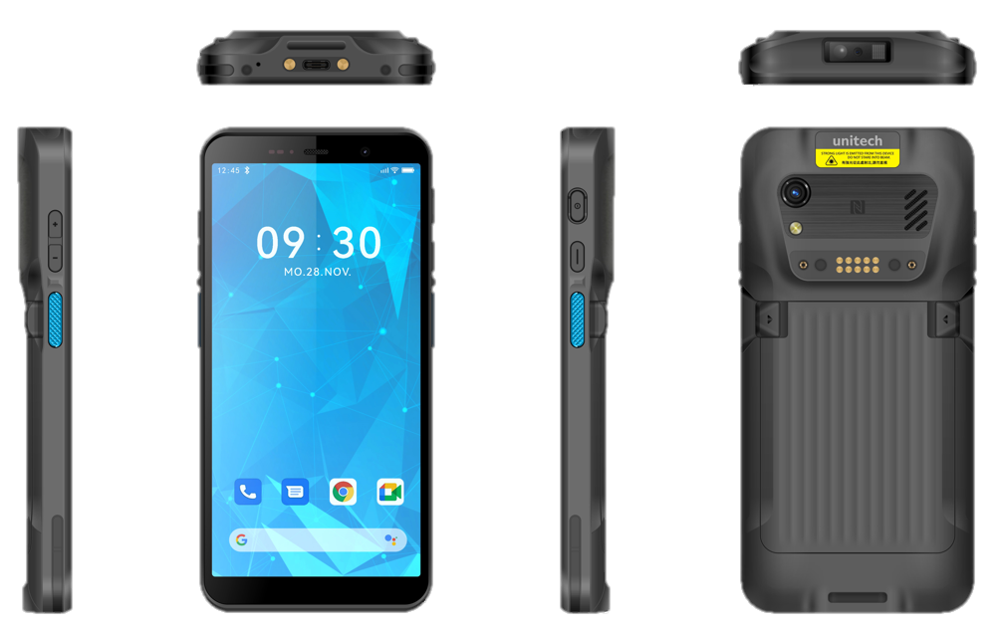 unitech
STRONG LIGHT IS EMITTED FROM THIS DEVICE
DO NOT STARE INTO BEAM
12:45
09:30
MO.28.NOV.